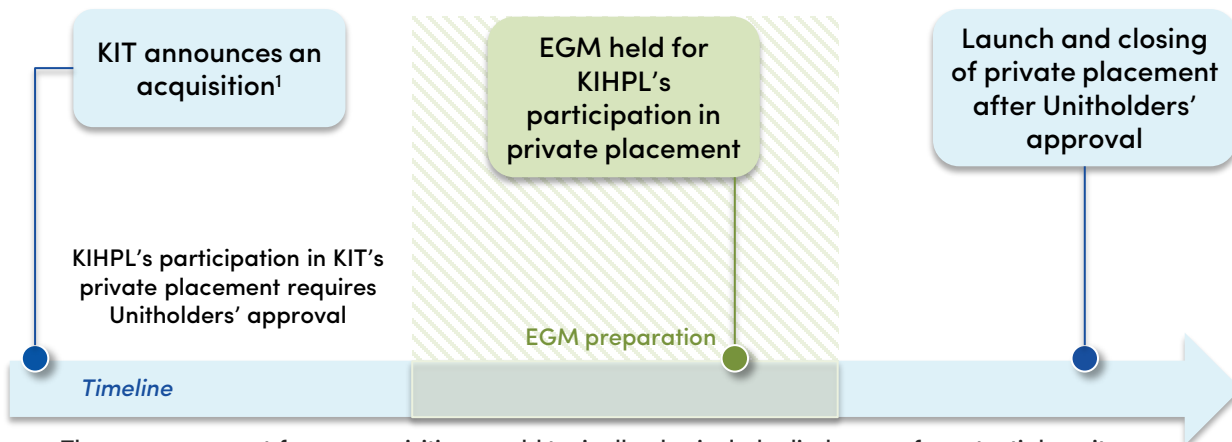 KIT announces an
acquisition¹
EGM held for
KIHPL's
participation in
private placement
Launch and closing
of private placement
after Unitholders'
approval
KIHPL's participation in KIT's
private placement requires
Unitholders' approval
EGM preparation
Timeline